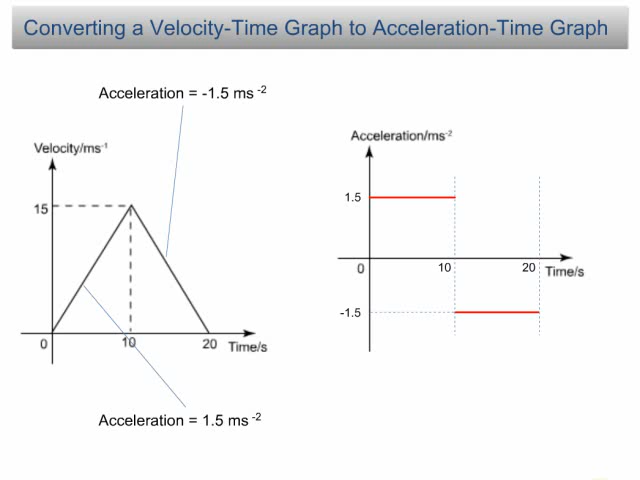 Converting a Velocity-Time Graph to Acceleration-Time Graph
Acceleration = -1.5 ms⁻²
Velocity/ms⁻¹
15
0
10
20
Time/s
Acceleration = 1.5 ms⁻²
Acceleration/ms⁻²
1.5
0
10
20
Time/s
-1.5